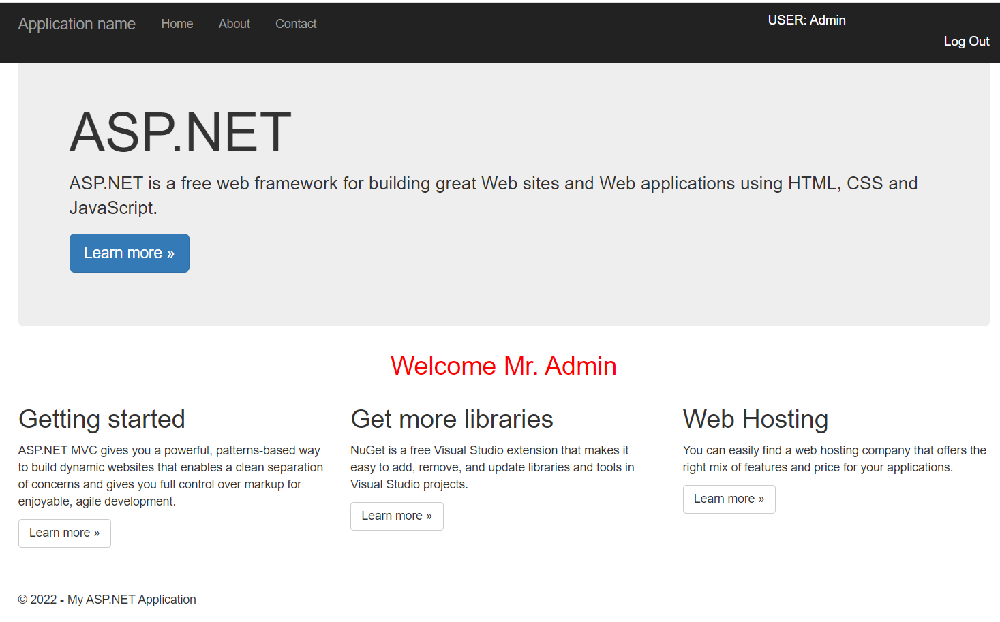 Application name Home About Contact USER: Admin
Log Out
ASP.NET
ASP.NET is a free web framework for building great Web sites and Web applications using HTML, CSS and
JavaScript.
Learn more »
Welcome Mr. Admin
Getting started
ASP.NET MVC gives you a powerful, patterns-based way
to build dynamic websites that enables a clean separation
of concerns and gives you full control over markup for
enjoyable, agile development.
Learn more »
Get more libraries
NuGet is a free Visual Studio extension that makes it
easy to add, remove, and update libraries and tools in
Visual Studio projects.
Learn more »
Web Hosting
You can easily find a web hosting company that offers the
right mix of features and price for your applications.
Learn more »
© 2022 - My ASP.NET Application